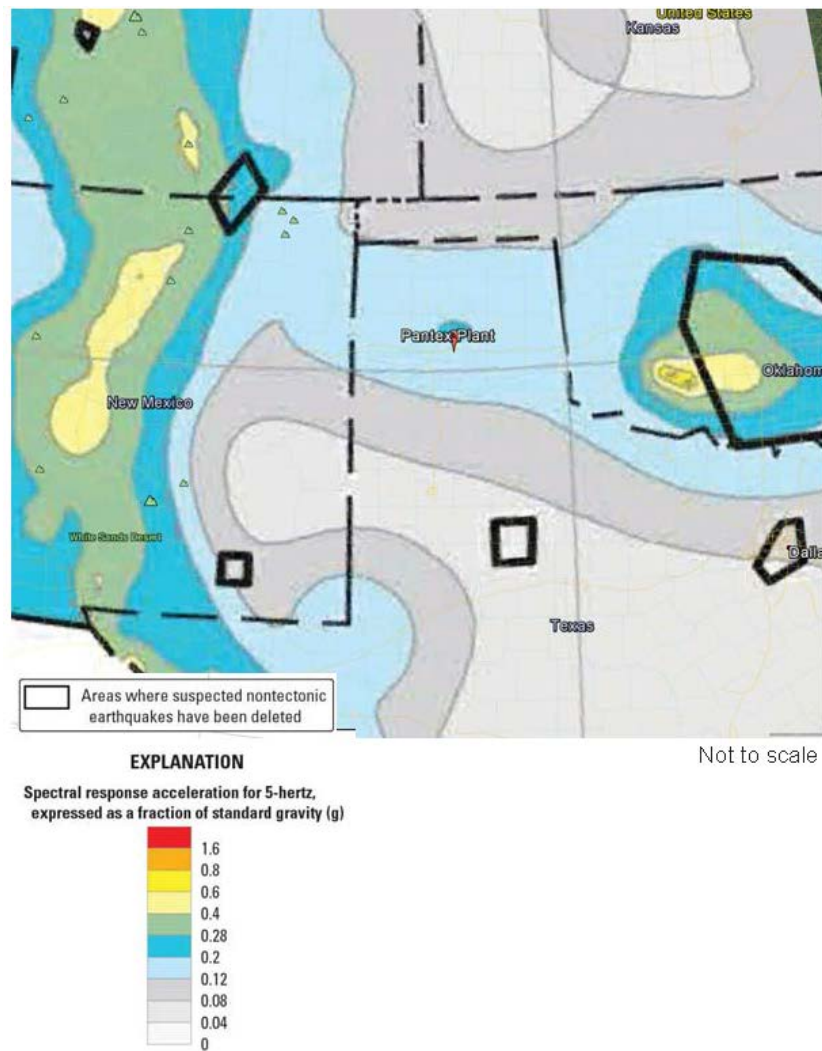 United States
Kansas
Pantex Plant
Oklahom
New Mexico
White Sands Desert
Dalla
Texas
Areas where suspected nontectonic
earthquakes have been deleted
Not to scale
EXPLANATION
Spectral response acceleration for 5-hertz,
expressed as a fraction of standard gravity (g)
1.6
0.8
0.6
0.4
0.28
0.2
0.12
0.08
0.04
0